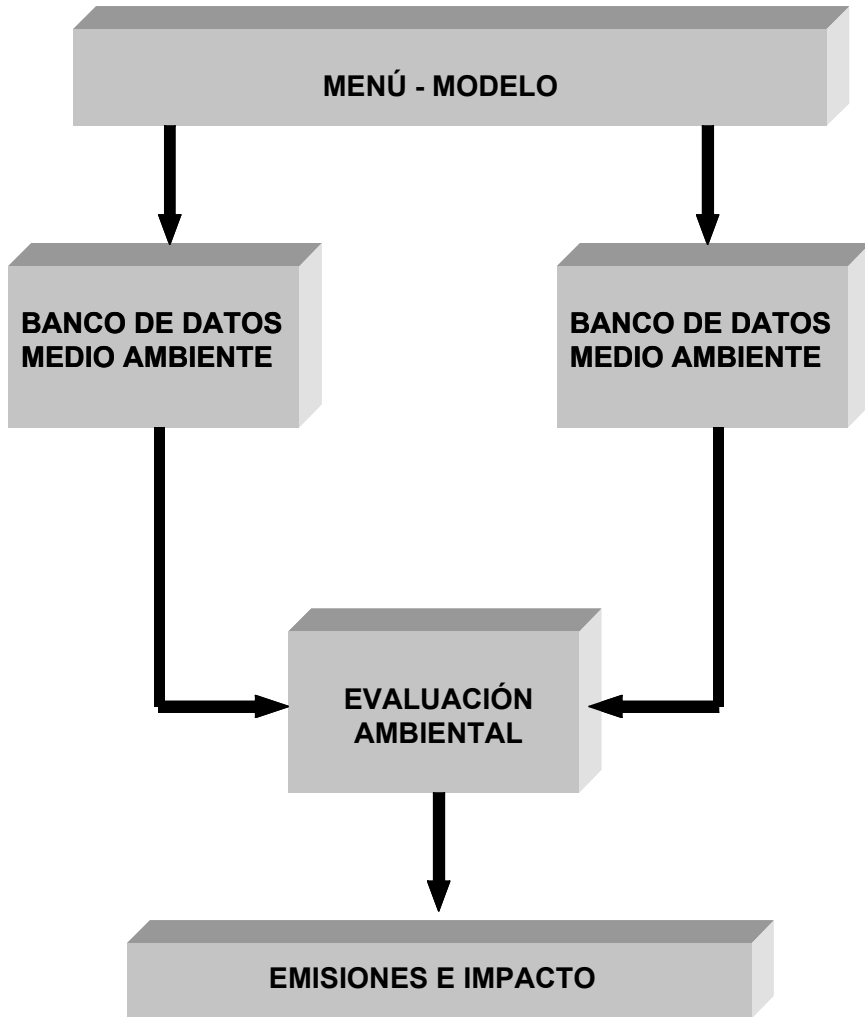 MENÚ - MODELO
BANCO DE DATOS
MEDIO AMBIENTE
BANCO DE DATOS
MEDIO AMBIENTE
EVALUACIÓN
AMBIENTAL
EMISIONES E IMPACTO